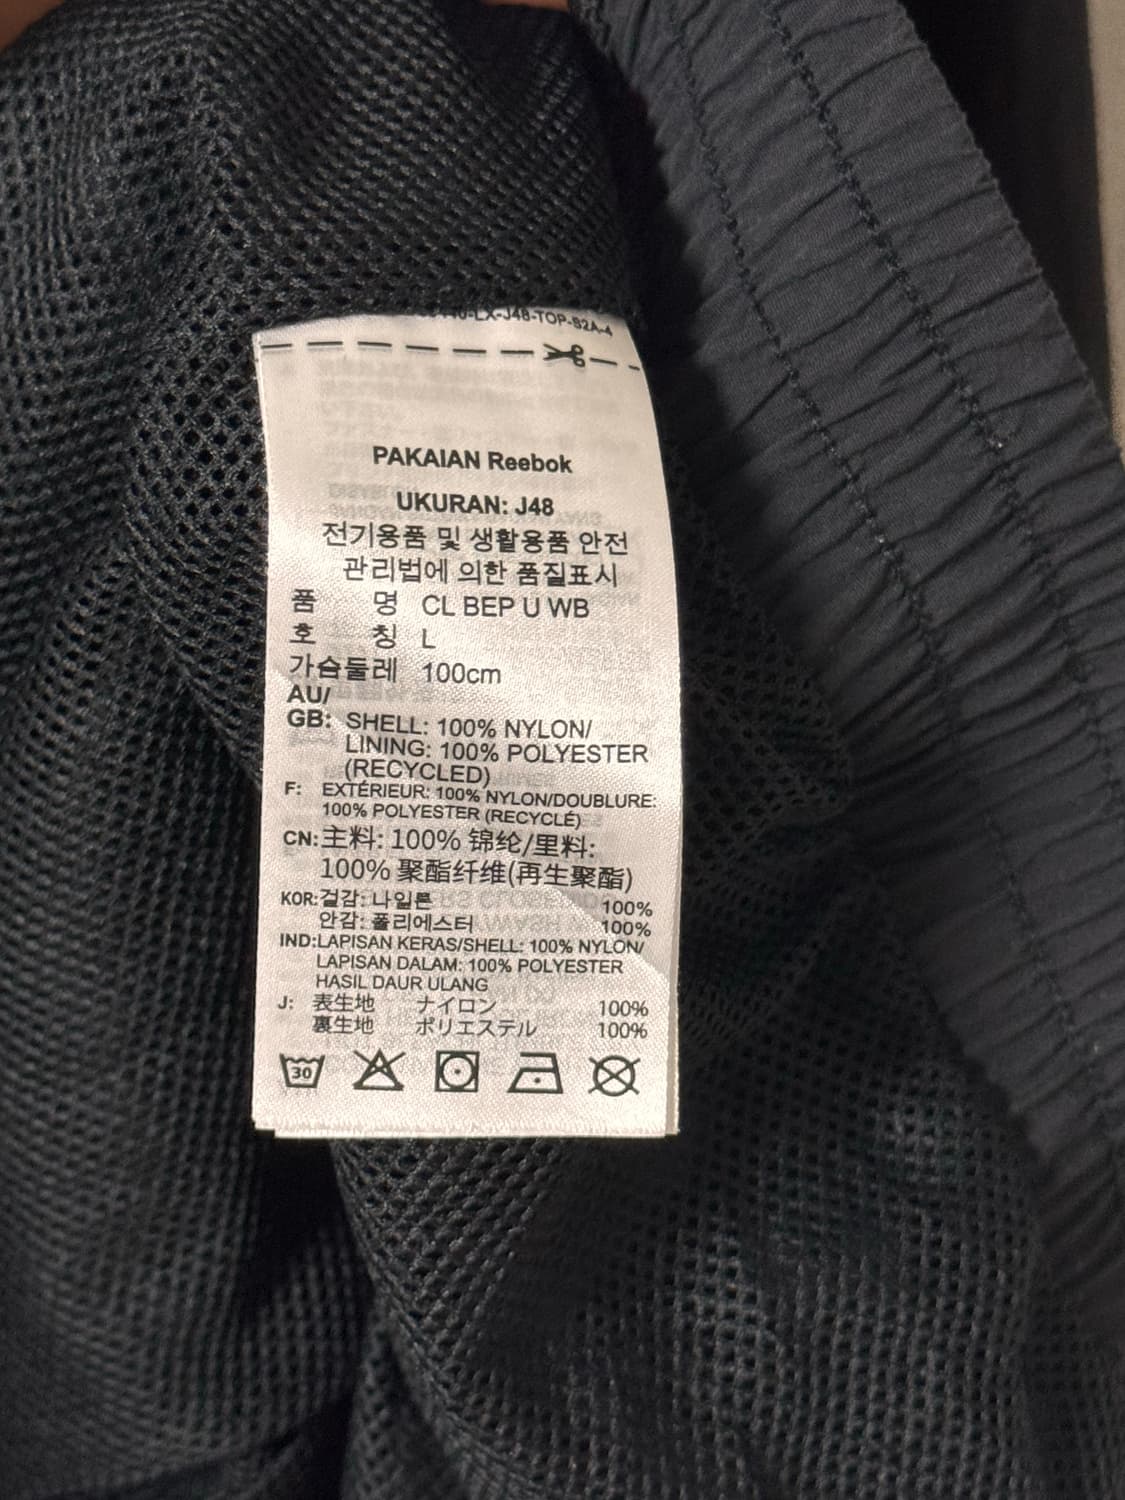 -LX-J48-TOP-S2A-4
PAKAIAN Reebok
UKURAN: J48
전기용품 및 생활용품 안전
관리법에 의한 품질표시
품 명 CL BEP U WB
호 칭 L
가슴둘레 100cm
AU/
GB: SHELL: 100% NYLON/
LINING: 100% POLYESTER
(RECYCLED)
F: EXTÉRIEUR: 100% NYLON/DOUBLURE:
100% POLYESTER (RECYCLÉ)
CN: 主料: 100% 锦纶/里料:
100% 聚酯纤维(再生聚酯)
KOR: 겉감: 나일론 100%
안감: 폴리에스터 100%
IND: LAPISAN KERAS/SHELL: 100% NYLON/
LAPISAN DALAM: 100% POLYESTER
HASIL DAUR ULANG
J: 表生地 ナイロン 100%
裏生地 ポリエステル 100%
30